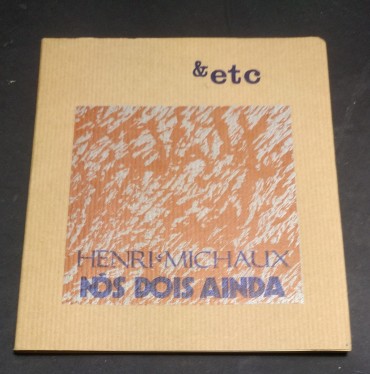 &etc
HENRI•MICHAUX
NÓS DOIS AINDA